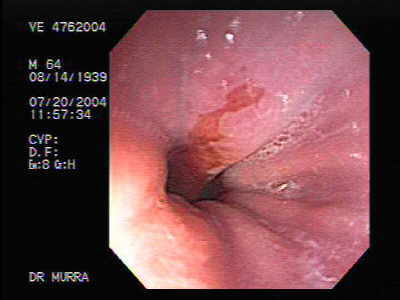 VE 4762004
M 64
08/14/1939
07/20/2004
11:57:34
CVP:
D.F:
G:8 G:H
DR MURRA